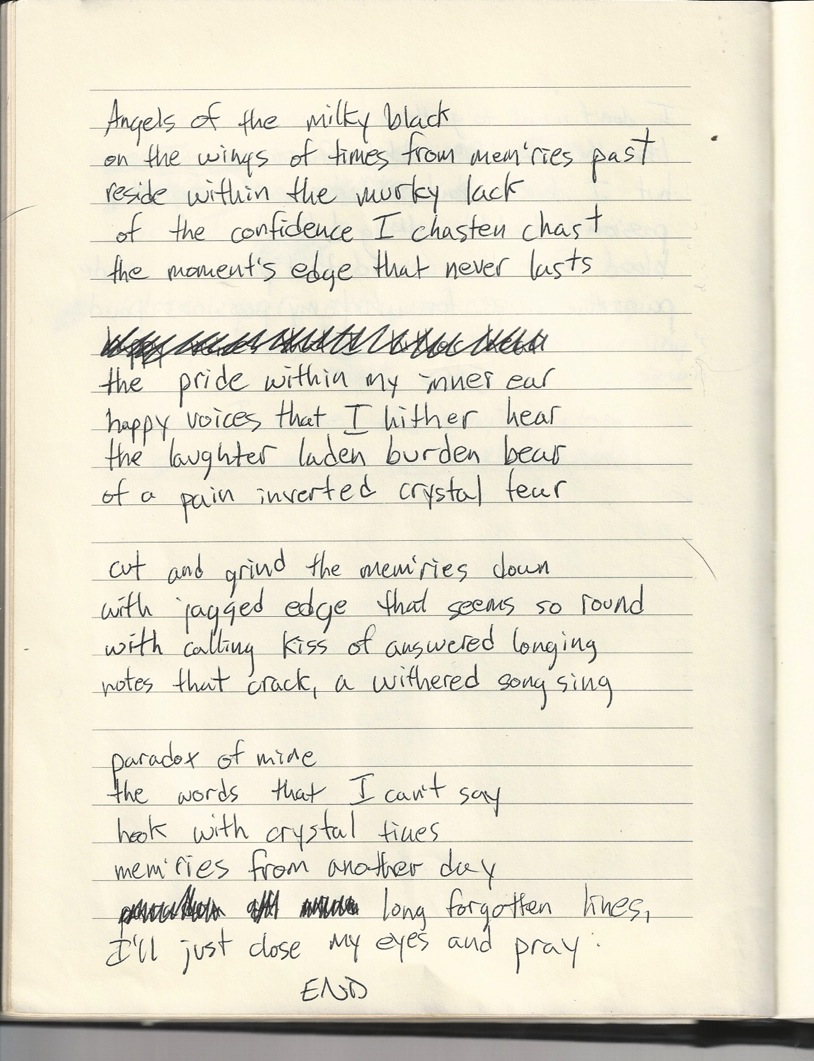 Angels of the milky black
on the wings of times from mem'ries past
reside within the murky lack
of the confidence I chasten chast
the moment's edge that never lasts
the pride within my inner ear
happy voices that I hither hear
the laughter laden burden bear
of a pain inverted crystal tear
cut and grind the mem'ries down
with jagged edge that seems so round
with calling kiss of answered longing
notes that crack, a withered song sing
paradox of mine
the words that I can't say
hook with crystal tines
mem'ries from another day
long forgotten lines,
I'll just close my eyes and pray.
END